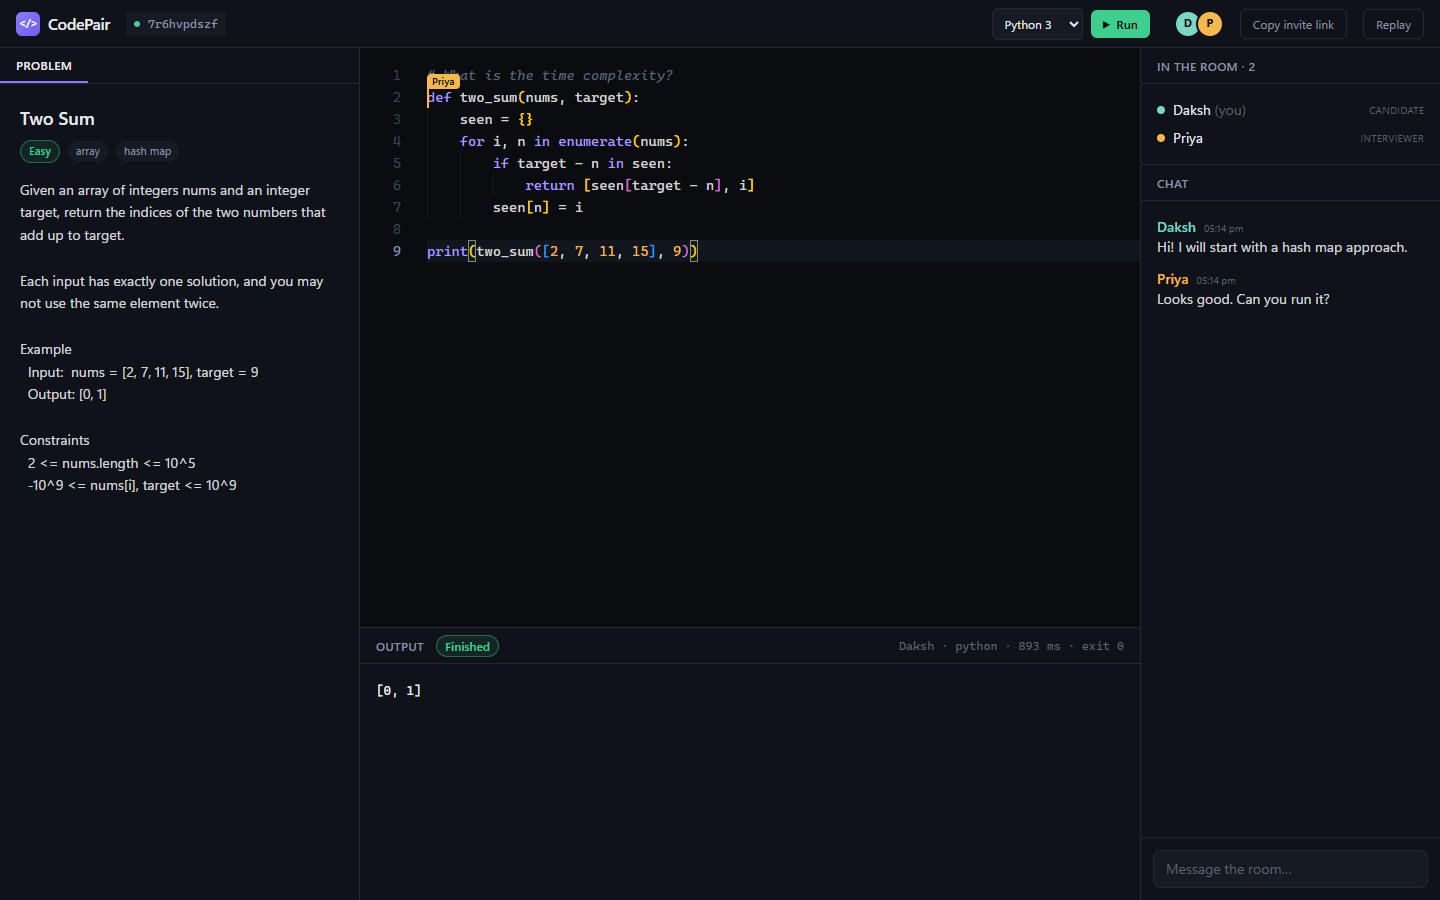 </> CodePair
7r6hvpdszf
Python 3
Run
D
P
Copy invite link
Replay
PROBLEM
Two Sum
Easy
array
hash map
Given an array of integers nums and an integer
target, return the indices of the two numbers that
add up to target.
Each input has exactly one solution, and you may
not use the same element twice.
Example
Input: nums = [2, 7, 11, 15], target = 9
Output: [0, 1]
Constraints
2 <= nums.length <= 10^5
-10^9 <= nums[i], target <= 10^9
1 is the time complexity?
Priya
2 def two_sum(nums, target):
3 seen = {}
4 for i, n in enumerate(nums):
5 if target - n in seen:
6 return [seen[target - n], i]
7 seen[n] = i
8
9 print(two_sum([2, 7, 11, 15], 9))
OUTPUT
Finished
Daksh · python · 893 ms · exit 0
[0, 1]
IN THE ROOM · 2
Daksh (you) CANDIDATE
Priya INTERVIEWER
CHAT
Daksh 05:14 pm
Hi! I will start with a hash map approach.
Priya 05:14 pm
Looks good. Can you run it?
Message the room...